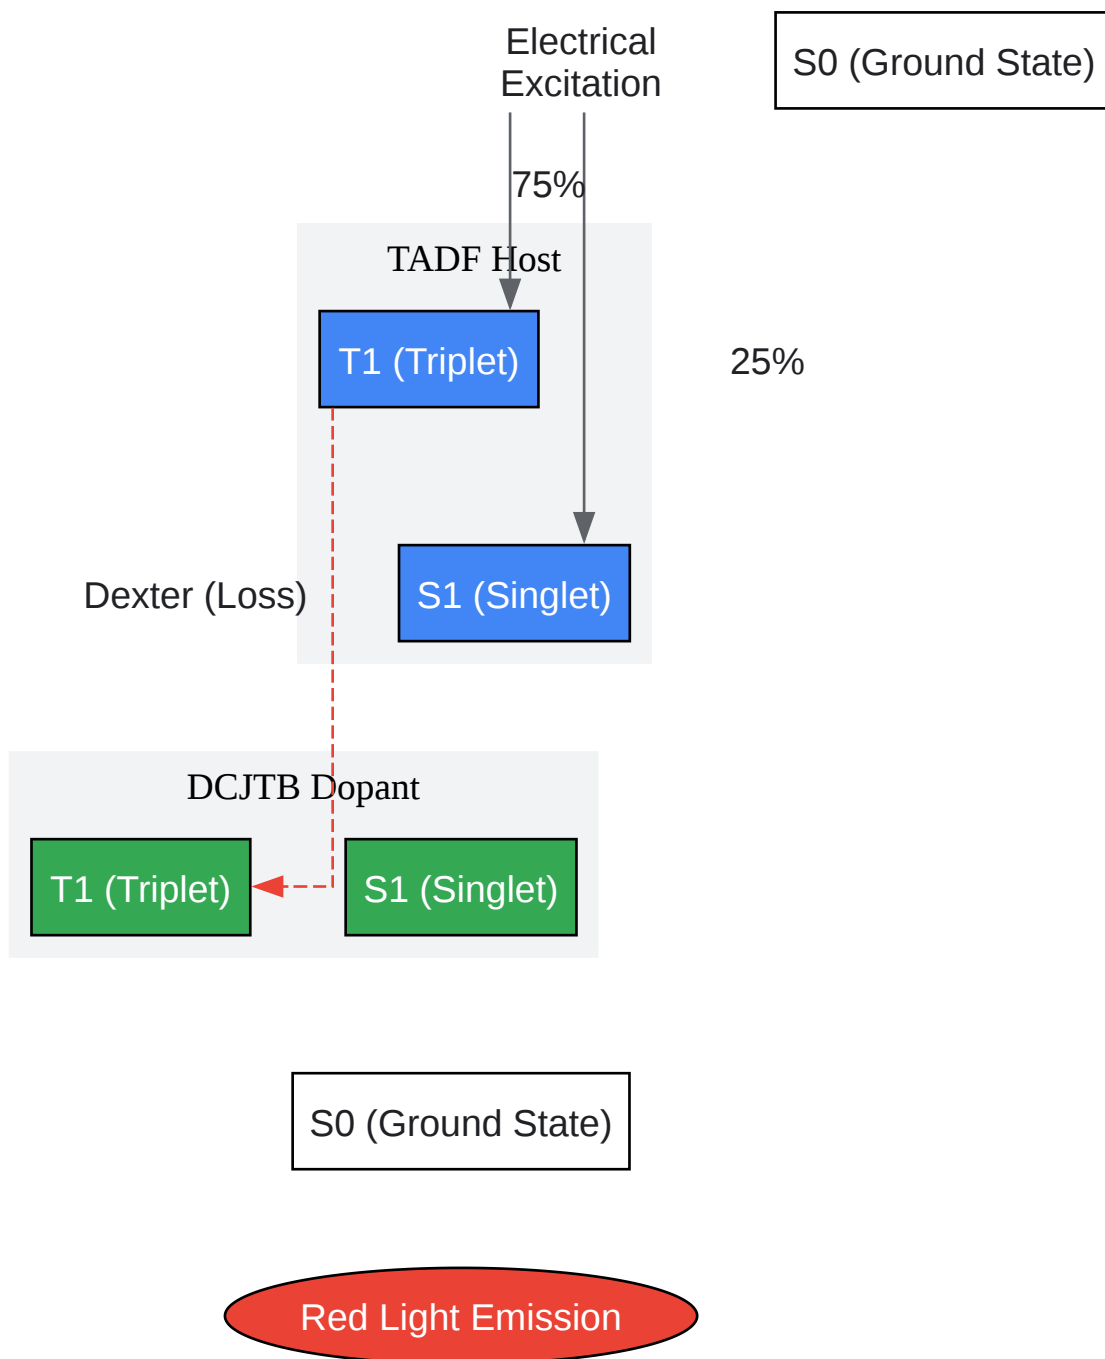 Electrical
Excitation
S0 (Ground State)
75%
TADF Host
T1 (Triplet)
25%
Dexter (Loss)
S1 (Singlet)
DCJTB Dopant
T1 (Triplet)
S1 (Singlet)
S0 (Ground State)
Red Light Emission